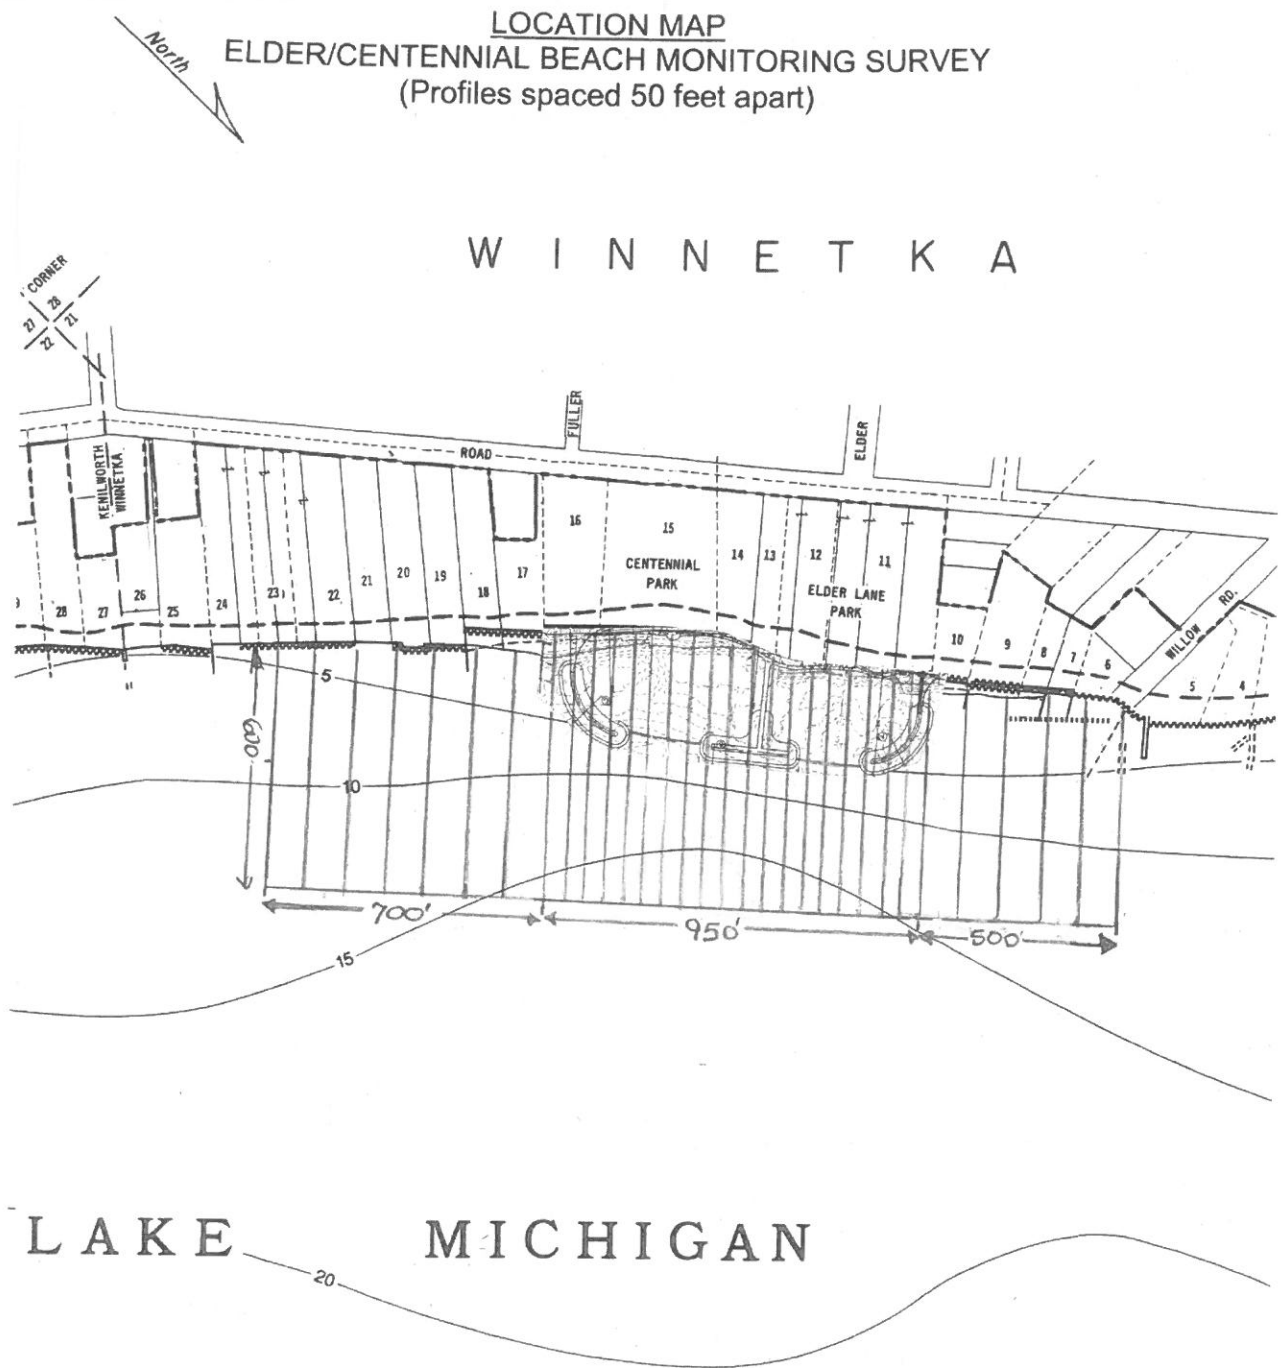 LOCATION MAP
ELDER/CENTENNIAL BEACH MONITORING SURVEY
(Profiles spaced 50 feet apart)
North
W I N N E T K A
CORNER
27 28
22 21
FULLER
ELDER
ROAD
KENILWORTH
WINNETKA
16
15
CENTENNIAL
PARK
14
13
12
11
ELDER LANE
PARK
28
27
26
25
24
23
22
21
20
19
18
17
10
9
8
7
6
5
4
WILLOW RD.
5
600'
10
700'
950'
500'
15
LAKE MICHIGAN
20